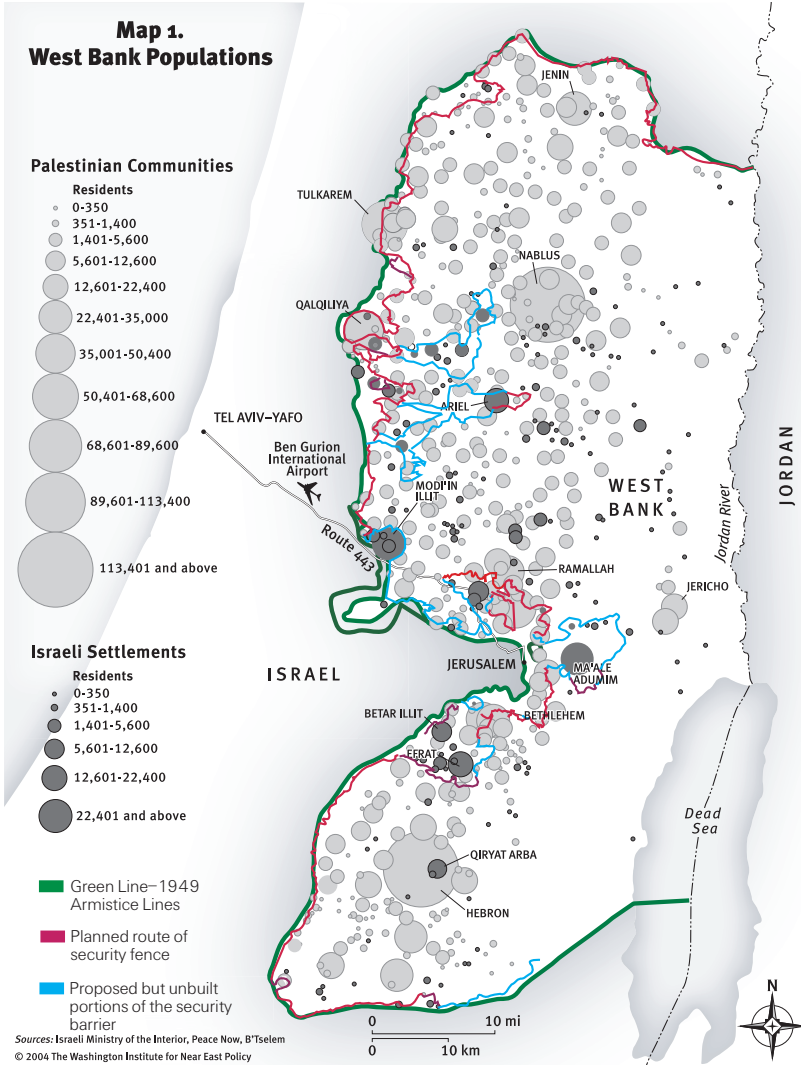 Map 1.
West Bank Populations
Palestinian Communities
Residents
0-350
351-1,400
1,401-5,600
5,601-12,600
12,601-22,400
22,401-35,000
35,001-50,400
50,401-68,600
68,601-89,600
89,601-113,400
113,401 and above
Israeli Settlements
Residents
0-350
351-1,400
1,401-5,600
5,601-12,600
12,601-22,400
22,401 and above
Green Line–1949
Armistice Lines
Planned route of
security fence
Proposed but unbuilt
portions of the security
barrier
Sources: Israeli Ministry of the Interior, Peace Now, B'Tselem
© 2004 The Washington Institute for Near East Policy
JENIN
TULKAREM
NABLUS
QALQILIYA
ARIEL
TEL AVIV–YAFO
Ben Gurion
International
Airport
MODI'IN
ILLIT
Route 443
WEST
BANK
JORDAN
Jordan River
RAMALLAH
JERICHO
JERUSALEM
MA'ALE
ADUMIM
ISRAEL
BETAR ILLIT
BETHLEHEM
EFRAT
Dead
Sea
QIRYAT ARBA
HEBRON
N
0 10 mi
0 10 km